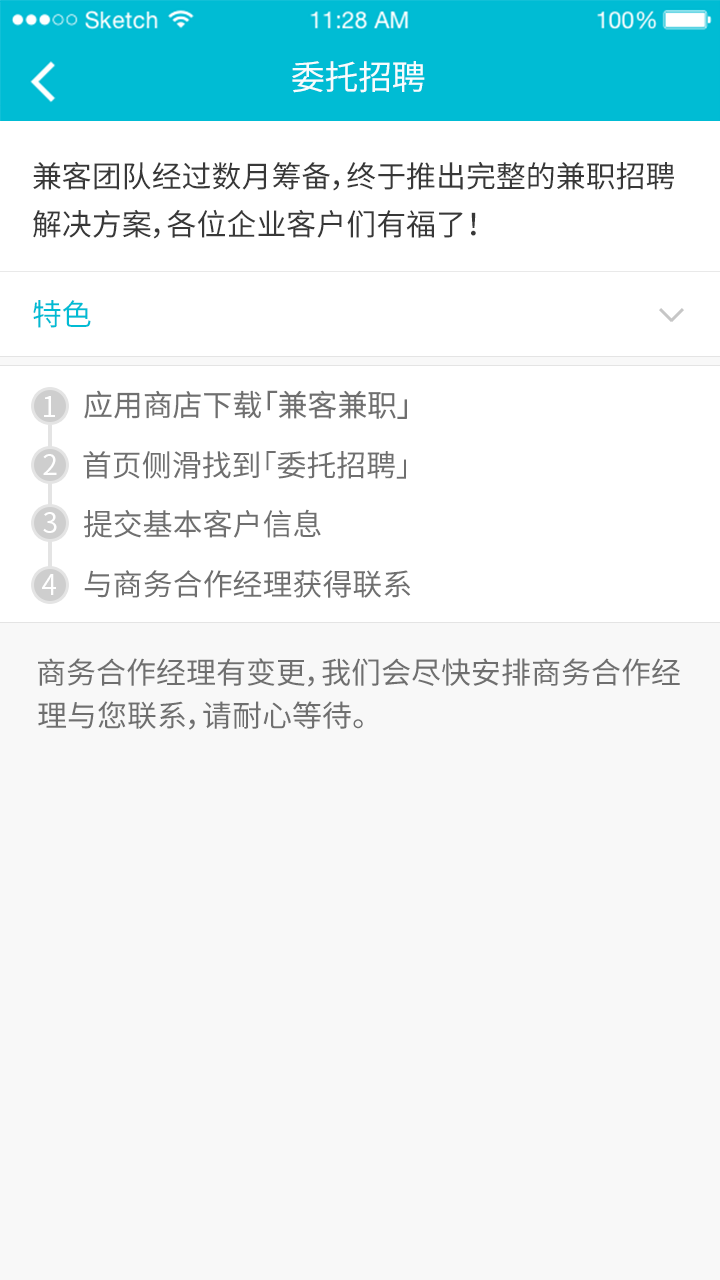 Sketch 11:28 AM 100%
委托招聘
兼客团队经过数月筹备，终于推出完整的兼职招聘
解决方案，各位企业客户们有福了！
特色
1 应用商店下载「兼客兼职」
2 首页侧滑找到「委托招聘」
3 提交基本客户信息
4 与商务合作经理获得联系
商务合作经理有变更，我们会尽快安排商务合作经
理与您联系，请耐心等待。